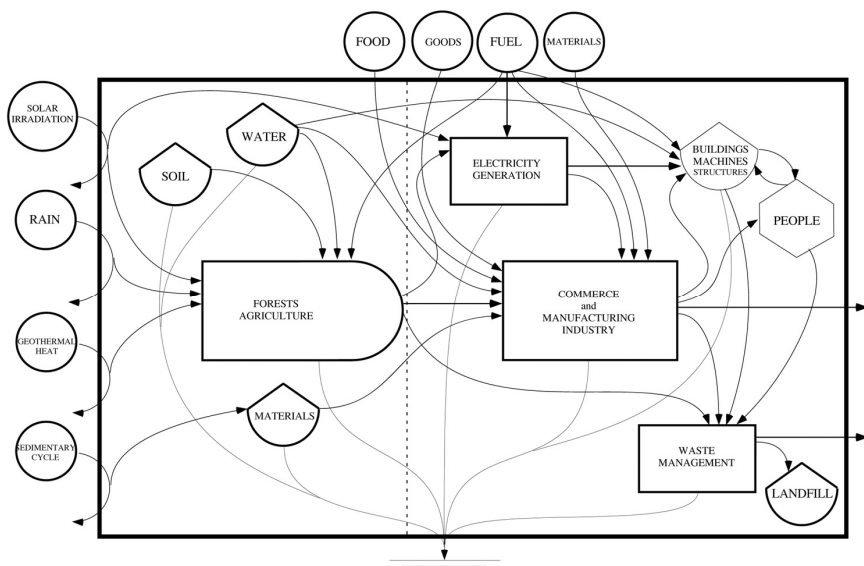 FOOD
GOODS
FUEL
MATERIALS
SOLAR
IRRADIATION
WATER
ELECTRICITY
GENERATION
BUILDINGS
MACHINES
STRUCTURES
SOIL
RAIN
PEOPLE
FORESTS
AGRICULTURE
COMMERCE
and
MANUFACTURING
INDUSTRY
GEOTHERMAL
HEAT
MATERIALS
SEDIMENTARY
CYCLE
WASTE
MANAGEMENT
LANDFILL